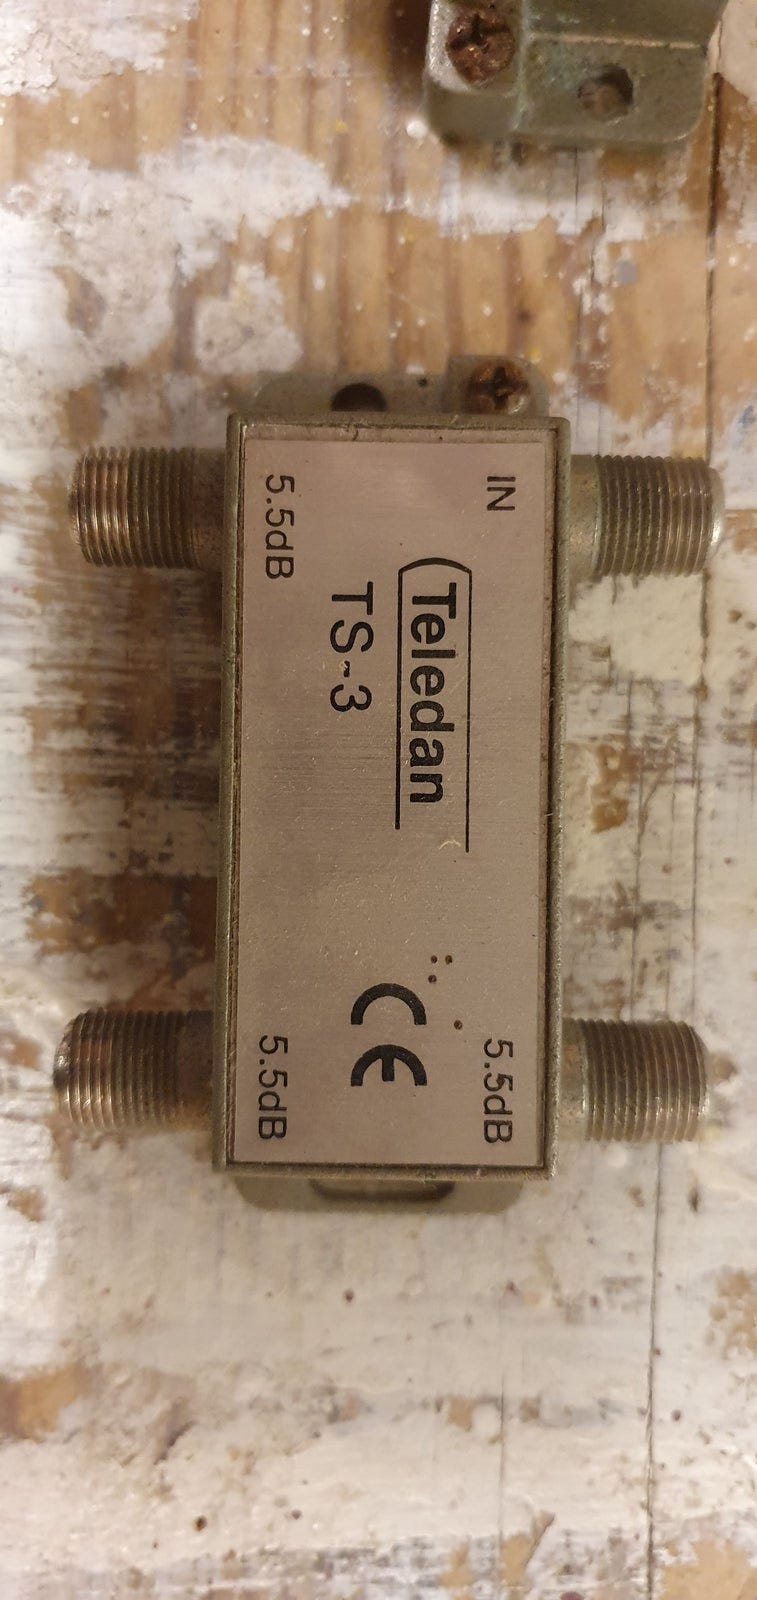 IN
5.5dB
Teledan
TS-3
CE
5.5dB
5.5dB